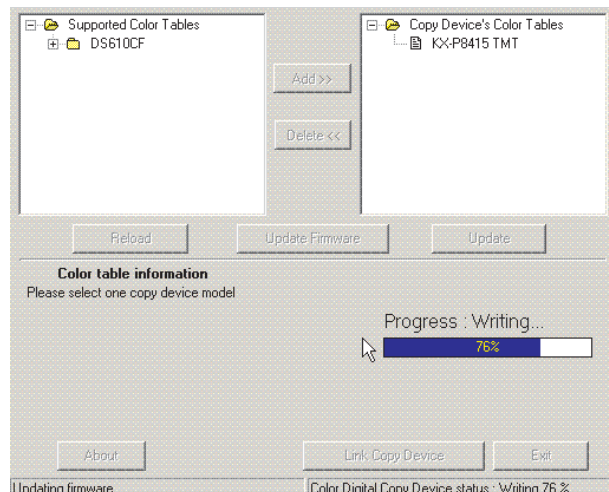 Supported Color Tables
DS610CF
Copy Device's Color Tables
KX-P8415 TMT
Add >>
Delete <<
Reload
Update Firmware
Update
Color table information
Please select one copy device model
Progress : Writing...
76%
About
Link Copy Device
Exit
Updating firmware
Color Digital Copy Device status : Writing 76 %